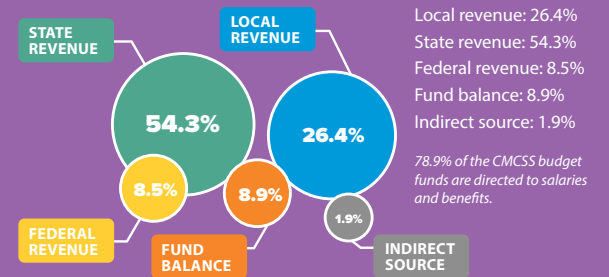 STATE
REVENUE
LOCAL
REVENUE
54.3%
26.4%
8.5%
8.9%
1.9%
FEDERAL
REVENUE
FUND
BALANCE
INDIRECT
SOURCE
Local revenue: 26.4%
State revenue: 54.3%
Federal revenue: 8.5%
Fund balance: 8.9%
Indirect source: 1.9%
78.9% of the CMCSS budget
funds are directed to salaries
and benefits.